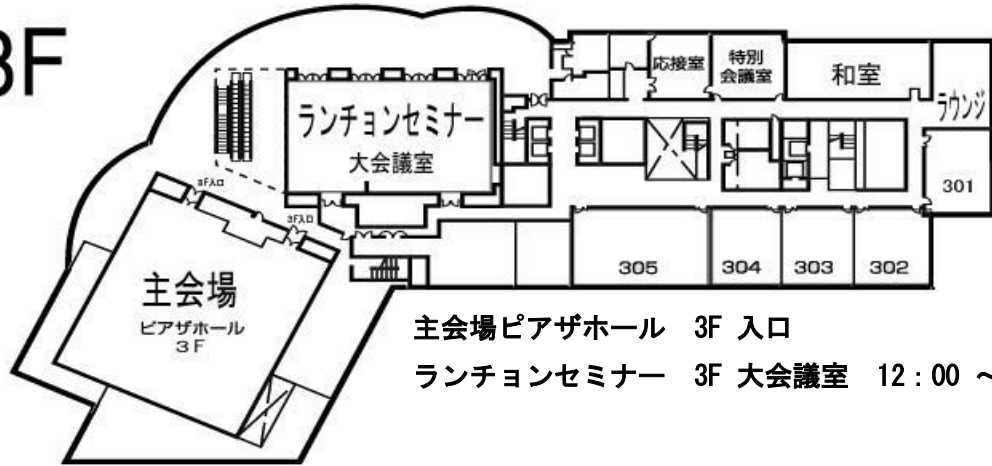 3F
応接室
特別
会議室
和室
ラウンジ
ランチョンセミナー
大会議室
301
3F入口
3F入口
主会場
ピアザホール
3F
305
304
303
302
主会場ピアザホール 3F 入口
ランチョンセミナー 3F 大会議室 12：00 ～